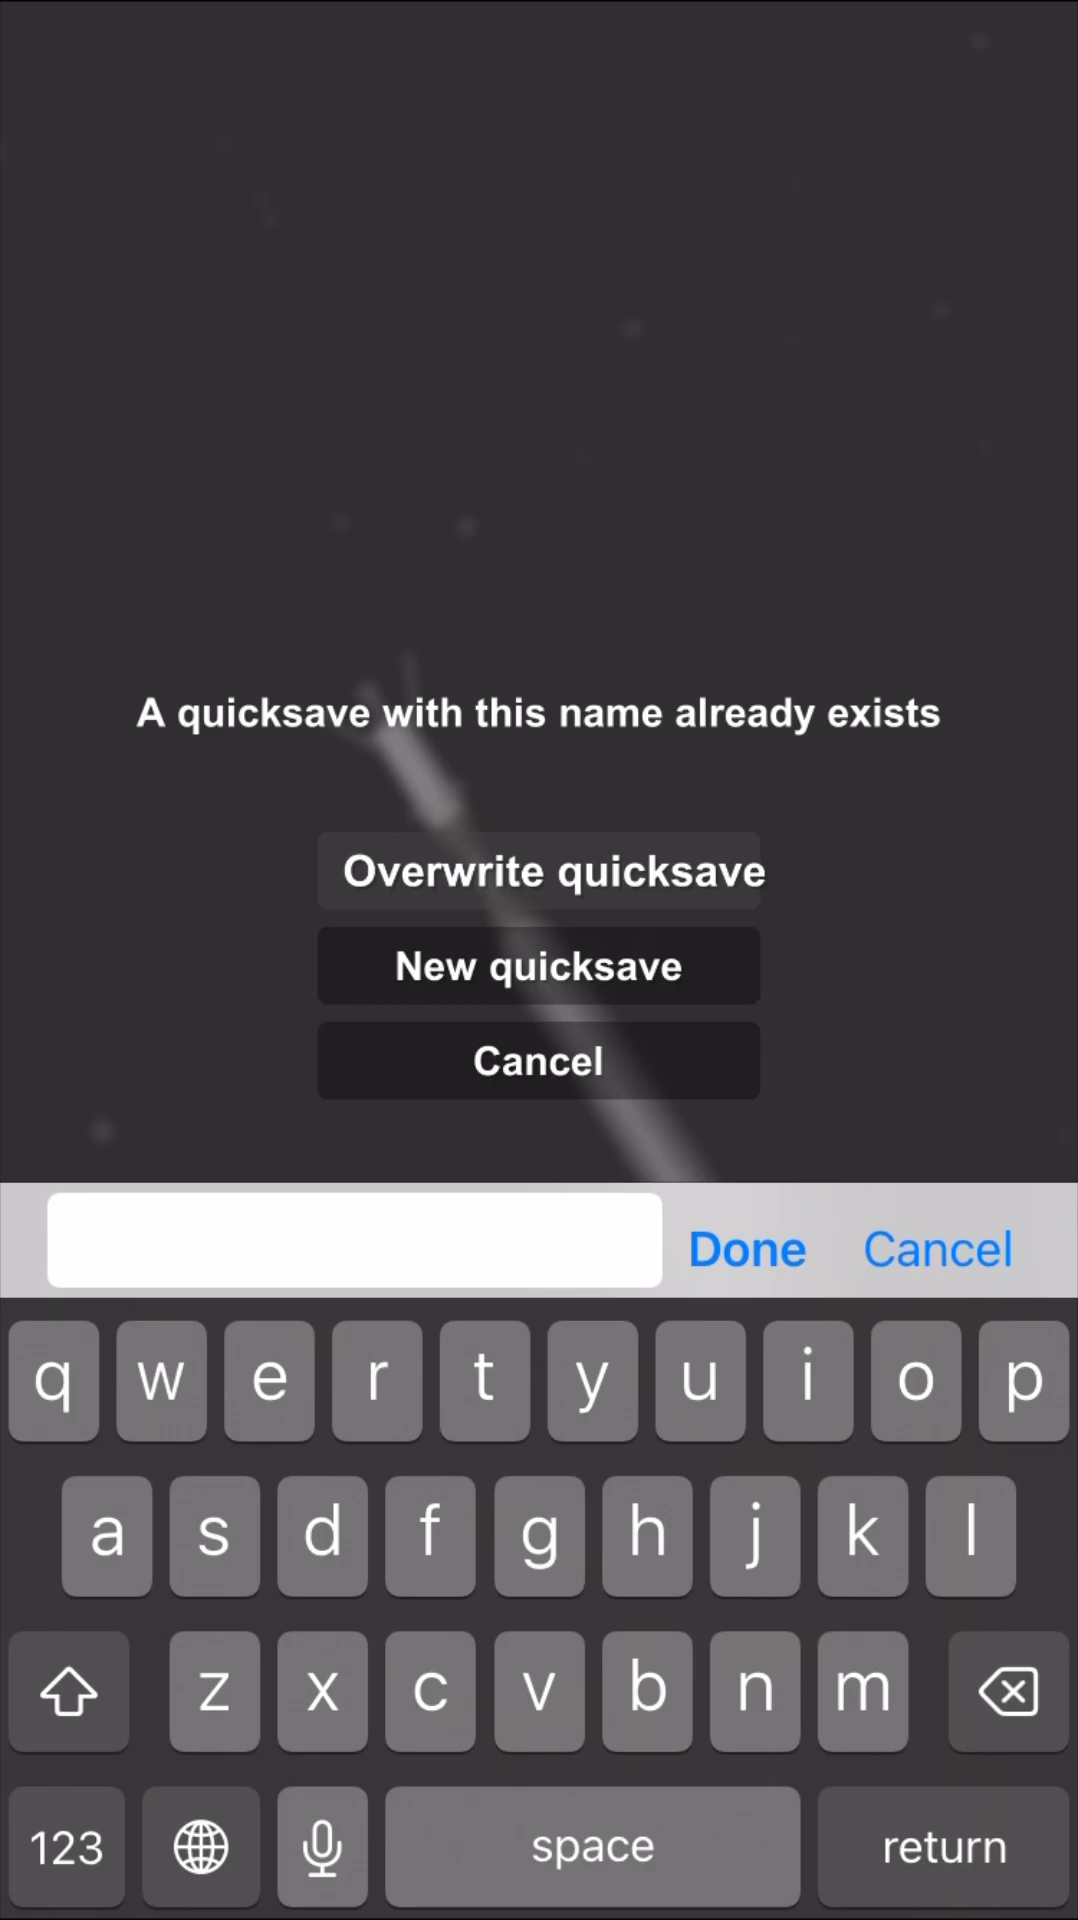 A quicksave with this name already exists
Overwrite quicksave
New quicksave
Cancel
Done Cancel
q w e r t y u i o p
a s d f g h j k l
z x c v b n m
123 space return